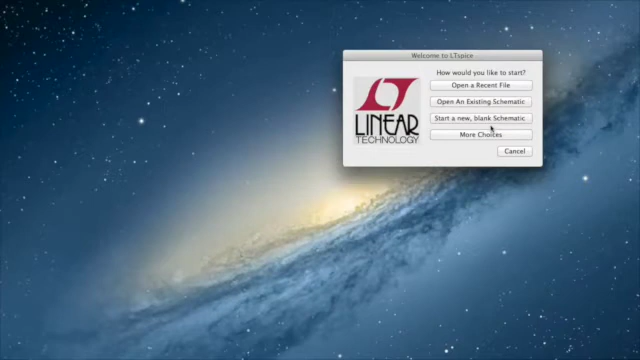 Welcome to LTspice
How would you like to start?
Open a Recent File
Open An Existing Schematic
Start a new, blank Schematic
More Choices
Cancel
LINEAR
TECHNOLOGY